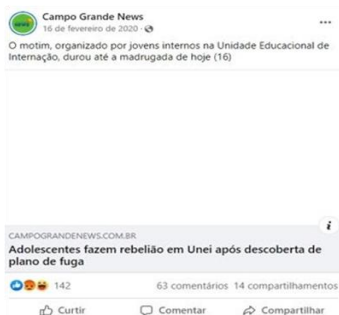 Campo Grande News
16 de fevereiro de 2020 ·
O motim, organizado por jovens internos na Unidade Educacional de
Internação, durou até a madrugada de hoje (16)
i
CAMPOGRANDENEWS.COM.BR
Adolescentes fazem rebelião em Unei após descoberta de
plano de fuga
142 63 comentários 14 compartilhamentos
Curtir Comentar Compartilhar